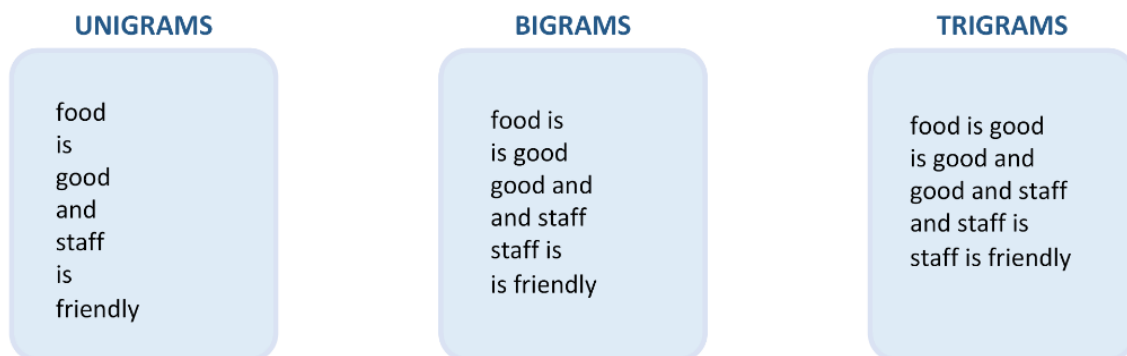 UNIGRAMS
food
is
good
and
staff
is
friendly
BIGRAMS
food is
is good
good and
and staff
staff is
is friendly
TRIGRAMS
food is good
is good and
good and staff
and staff is
staff is friendly